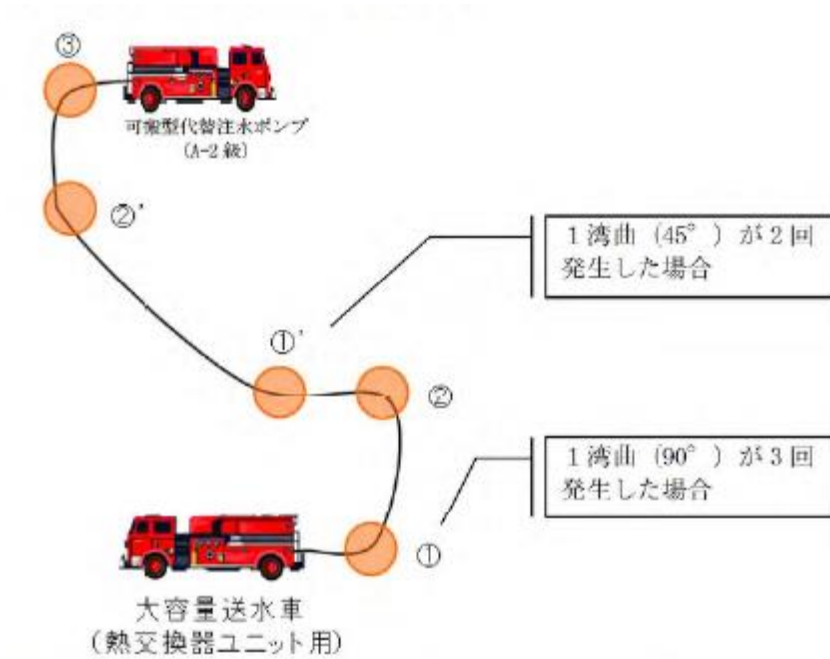 ③
可搬型代替注水ポンプ
(A-2 級)
②'
1 湾曲 (45° ) が 2 回
発生した場合
①'
②
1 湾曲 (90° ) が 3 回
発生した場合
①
大容量送水車
(熱交換器ユニット用)